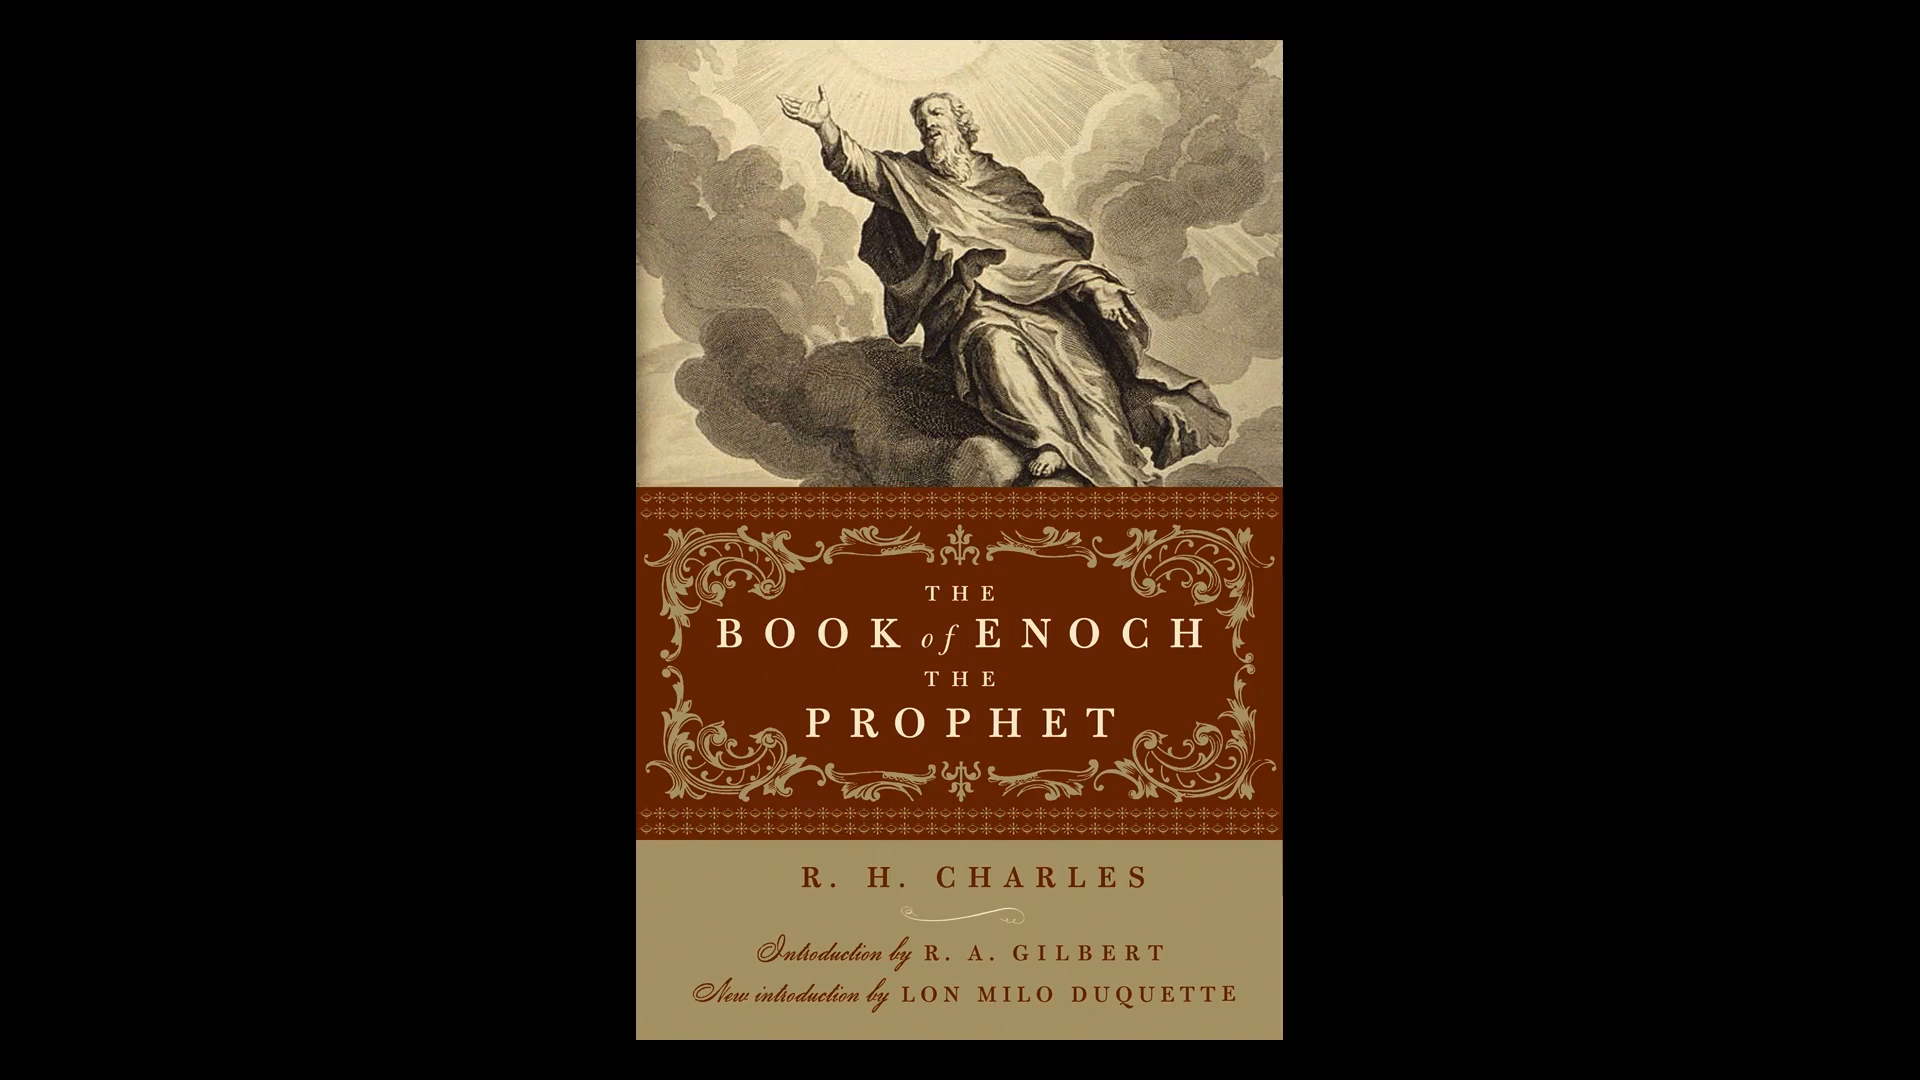 THE
BOOK of ENOCH
THE
PROPHET
R. H. CHARLES
Introduction by R. A. GILBERT
New introduction by LON MILO DUQUETTE